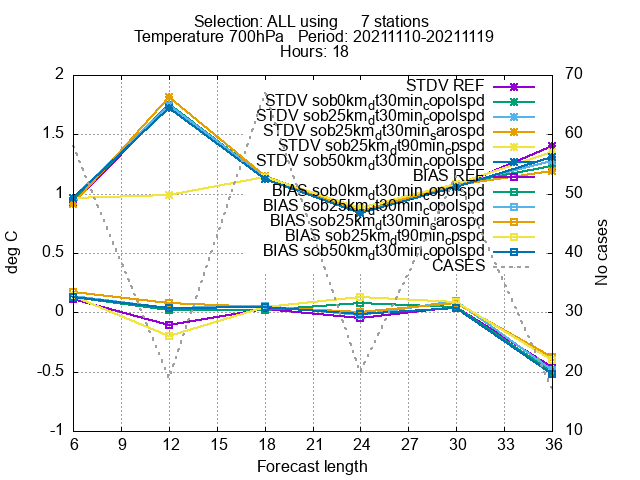 Selection: ALL using 7 stations
Temperature 700hPa Period: 20211110-20211119
Hours: 18
2
1.5
1
0.5
0
-0.5
-1
deg C
70
60
50
40
30
20
10
No cases
STDV REF
STDV sob0km_dt30min_copolspd
STDV sob25km_dt30min_copolspd
STDV sob25km_dt30min_sarospd
STDV sob25km_dt90min_cpspd
STDV sob50km_dt30min_copolspd
BIAS REF
BIAS sob0km_dt30min_copolspd
BIAS sob25km_dt30min_copolspd
BIAS sob25km_dt30min_sarospd
BIAS sob25km_dt90min_cpspd
BIAS sob50km_dt30min_copolspd
CASES
6 9 12 15 18 21 24 27 30 33 36
Forecast length